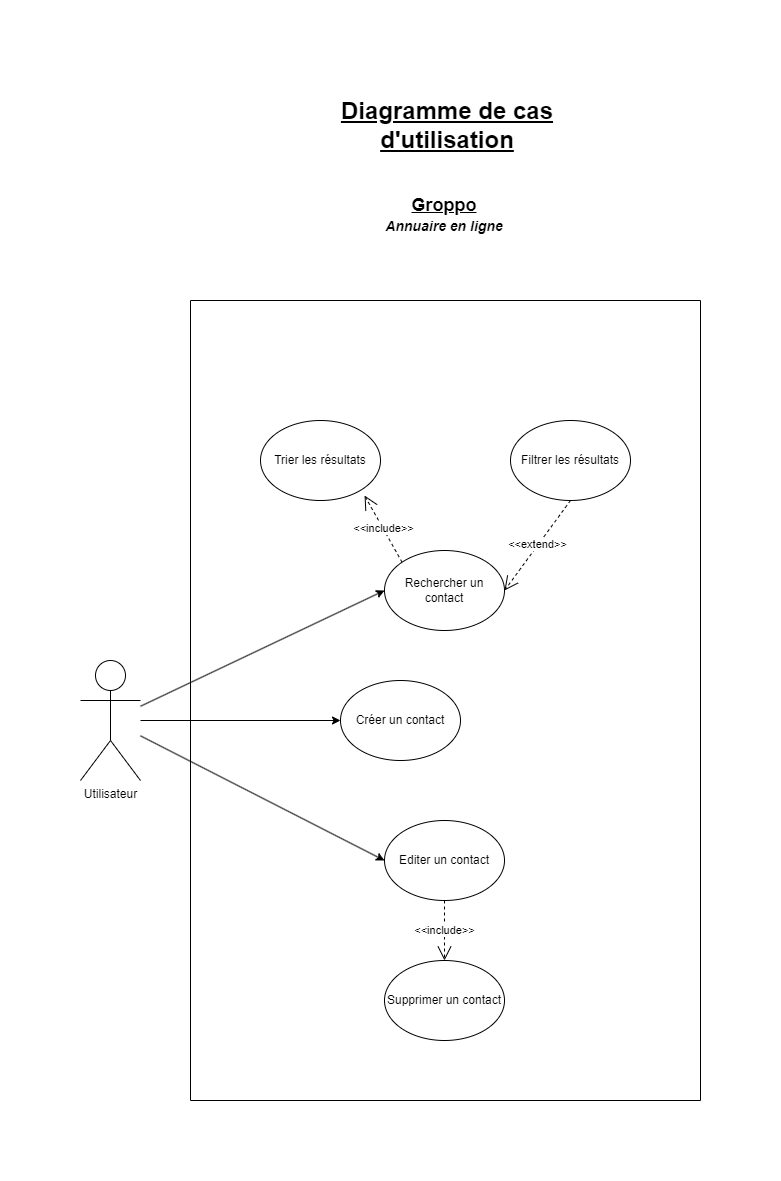 Diagramme de cas
d'utilisation
Groppo
Annuaire en ligne
Trier les résultats
Filtrer les résultats
<<include>>
<<extend>>
Rechercher un
contact
Créer un contact
Utilisateur
Editer un contact
<<include>>
Supprimer un contact